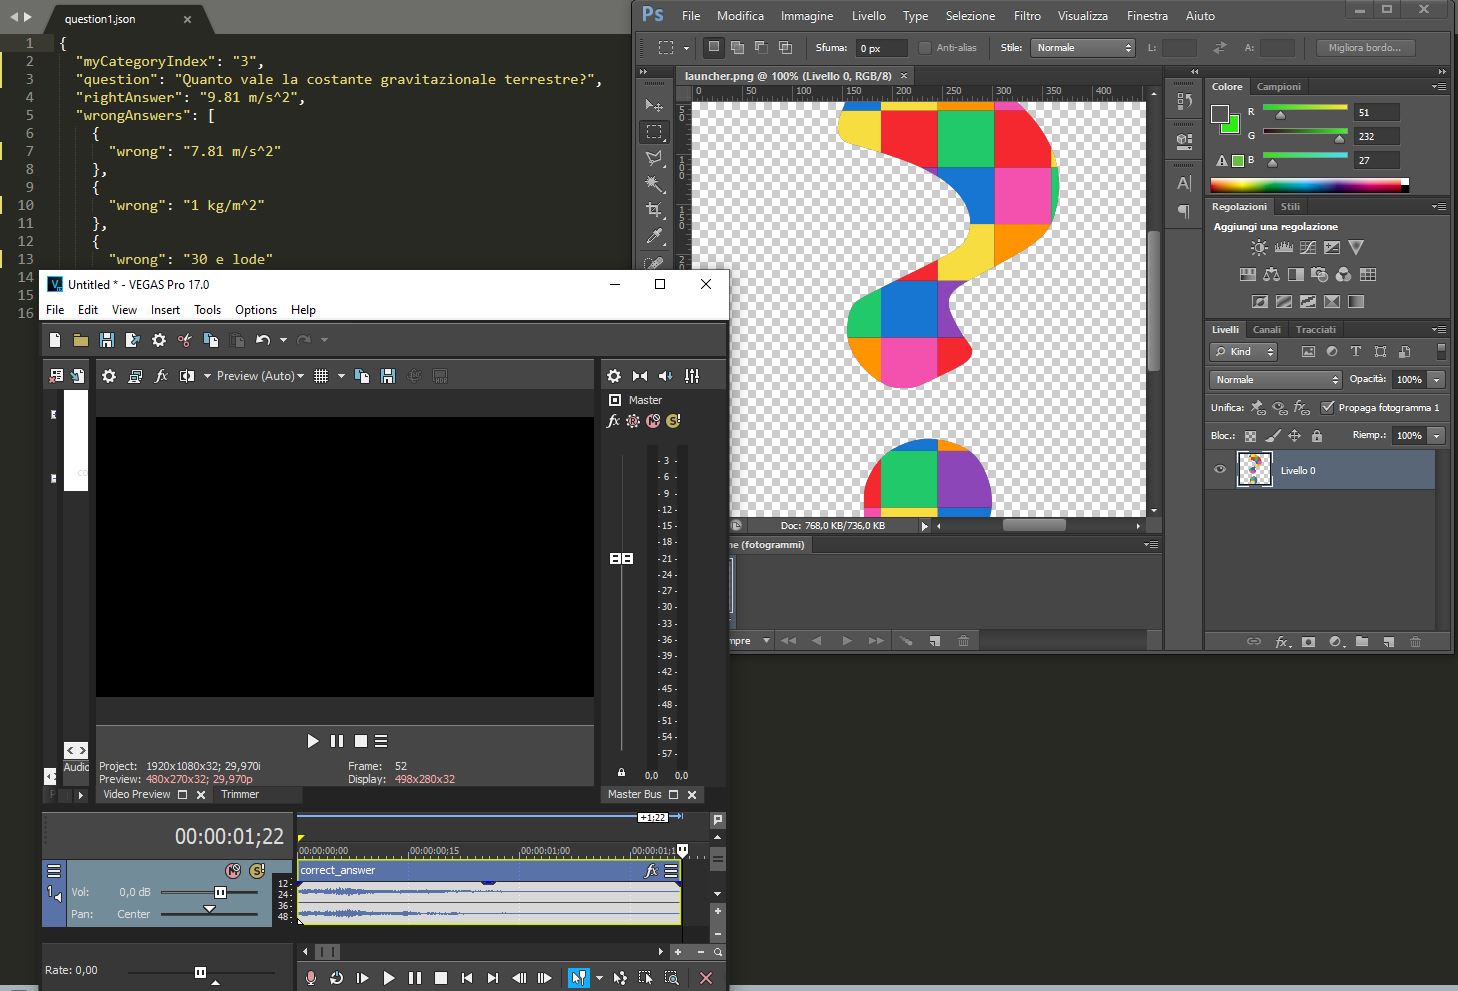 question1.json
1 {
2 "myCategoryIndex": "3",
3 "question": "Quanto vale la costante gravitazionale terrestre?",
4 "rightAnswer": "9.81 m/s^2",
5 "wrongAnswers": [
6 {
7 "wrong": "7.81 m/s^2"
8 },
9 {
10 "wrong": "1 kg/m^2"
11 },
12 {
13 "wrong": "30 e lode"
14
15
16
Ps File Modifica Immagine Livello Type Selezione Filtro Visualizza Finestra Aiuto
Sfuma: 0 px Anti-alias Stile: Normale L: A: Migliora bordo...
launcher.png @ 100% (Livello 0, RGB/8)
0 50 100 150 200 250 300 350 400
50
100
150
Colore Campioni
R 51
G 232
B 27
Regolazioni Stili
Aggiungi una regolazione
Livelli Canali Tracciati
Kind
Normale Opacità: 100%
Unifica: Propaga fotogramma 1
Bloc.: Riemp.: 100%
Livello 0
Doc: 768,0 KB/736,0 KB
ne (fotogrammi)
mpre
Untitled * - VEGAS Pro 17.0
File Edit View Insert Tools Options Help
Preview (Auto)
Master
- 3 -
- 6 -
- 9 -
- 12 -
- 15 -
- 18 -
- 21 -
- 24 -
- 27 -
- 30 -
- 33 -
- 36 -
- 39 -
- 42 -
- 45 -
- 48 -
- 51 -
- 54 -
- 57 -
0,0 0,0
Audio
Project: 1920x1080x32; 29,970i Frame: 52
Preview: 480x270x32; 29,970p Display: 498x280x32
Video Preview Trimmer
Master Bus
+1;22
00:00:01;22
00:00:00;00 00:00:00;15 00:00:01;00 00:00:01;1
correct_answer
1
Vol: 0,0 dB
Pan: Center
12
24
36
48
Rate: 0,00